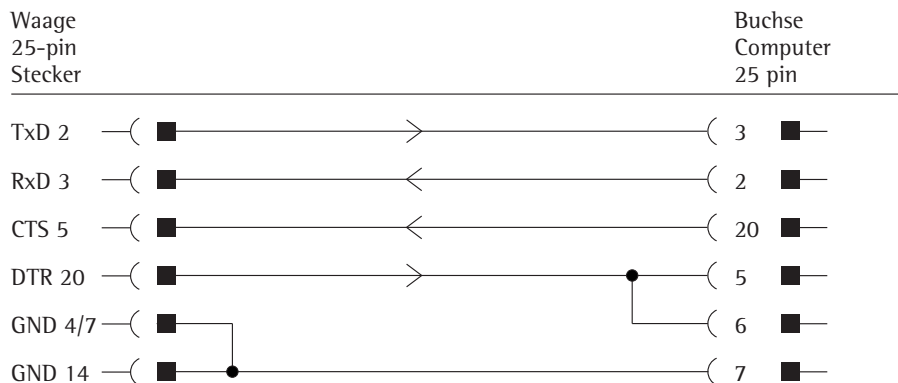 Waage
25-pin
Stecker
Buchse
Computer
25 pin
TxD 2
3
RxD 3
2
CTS 5
20
DTR 20
5
GND 4/7
6
GND 14
7